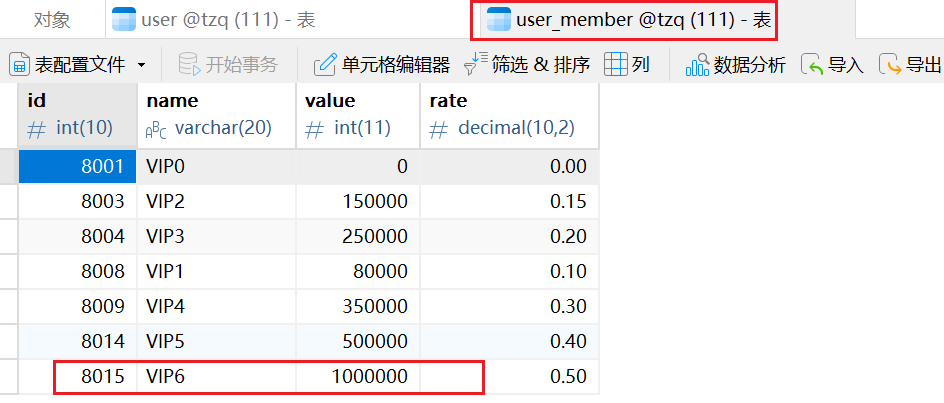 对象 user @tzq (111) - 表 user_member @tzq (111) - 表
表配置文件 开始事务 单元格编辑器 筛选 & 排序 列 数据分析 导入 导出
id name value rate
# int(10) ABC varchar(20) # int(11) # decimal(10,2)
8001 VIP0 0 0.00
8003 VIP2 150000 0.15
8004 VIP3 250000 0.20
8008 VIP1 80000 0.10
8009 VIP4 350000 0.30
8014 VIP5 500000 0.40
8015 VIP6 1000000 0.50